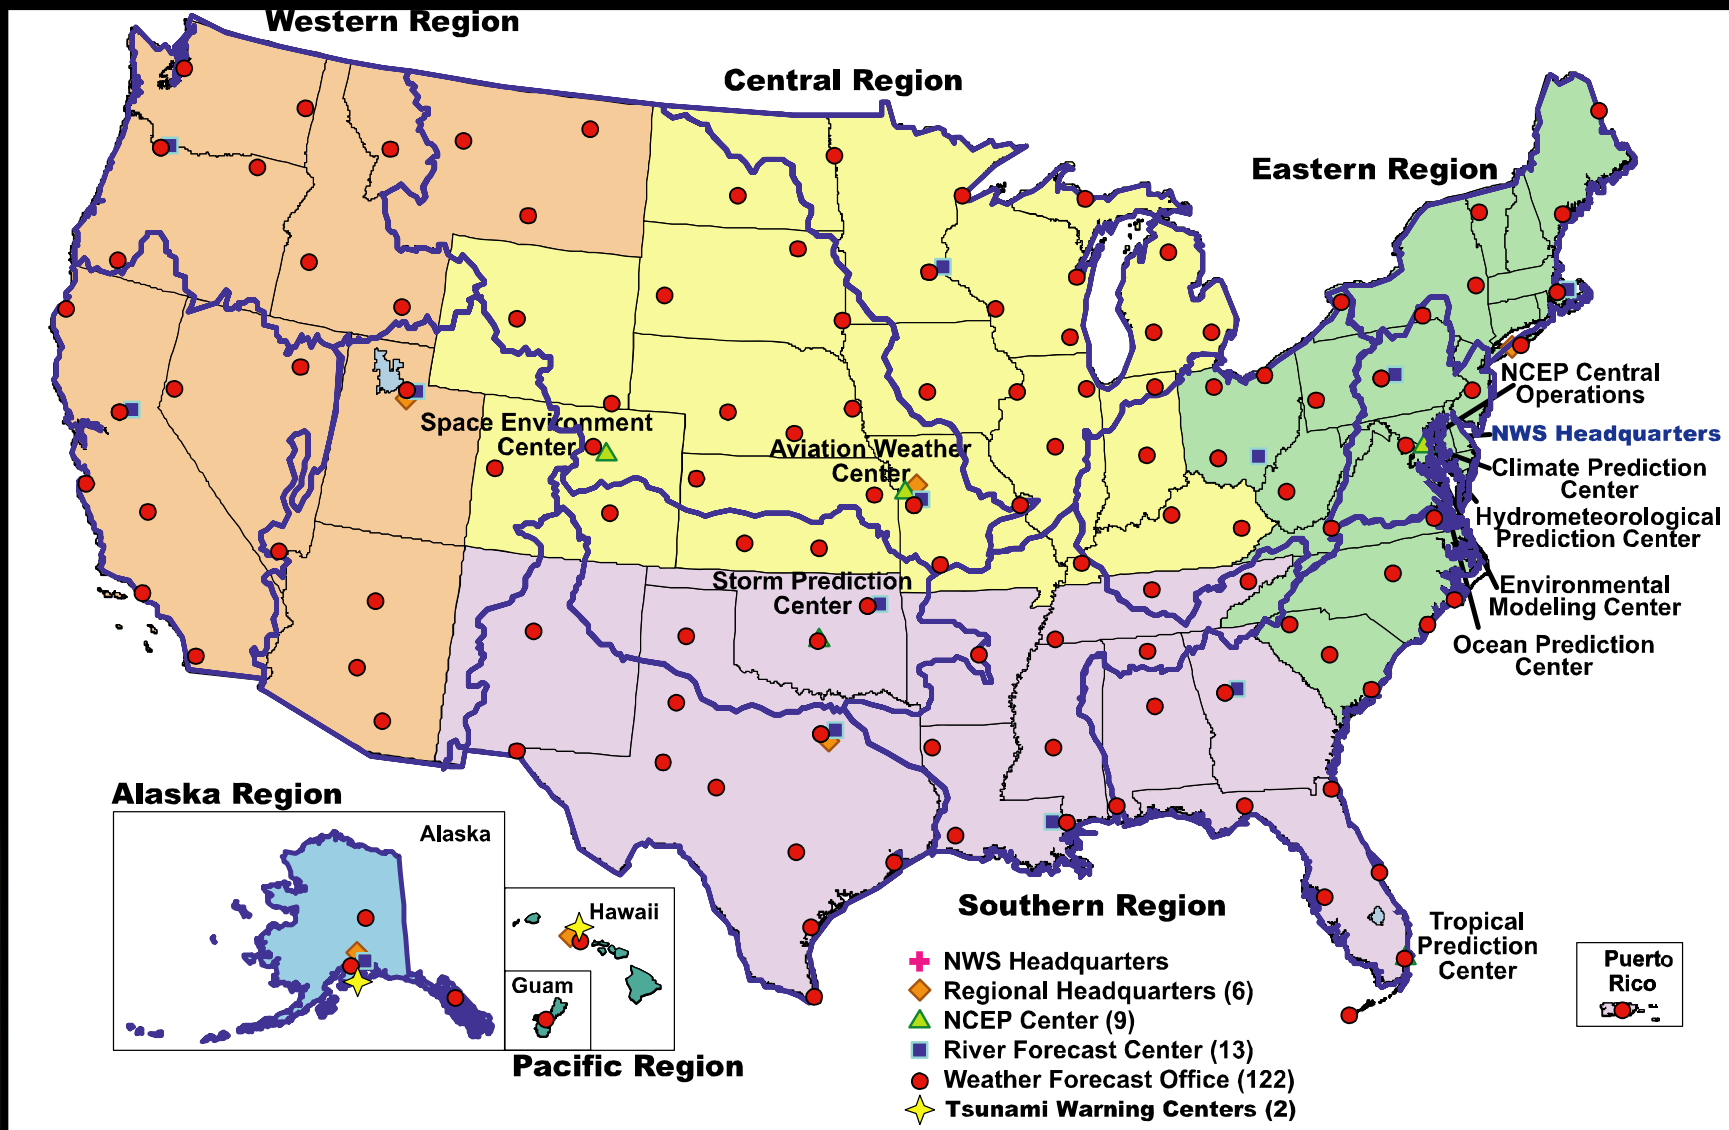 Western Region
Central Region
Eastern Region
NCEP Central
Operations
NWS Headquarters
Space Environment
Center
Aviation Weather
Center
Climate Prediction
Center
Hydrometeorological
Prediction Center
Storm Prediction
Center
Environmental
Modeling Center
Ocean Prediction
Center
Alaska Region
Alaska
Hawaii
Guam
Pacific Region
Southern Region
Tropical
Prediction
Center
Puerto
Rico
NWS Headquarters
Regional Headquarters (6)
NCEP Center (9)
River Forecast Center (13)
Weather Forecast Office (122)
Tsunami Warning Centers (2)